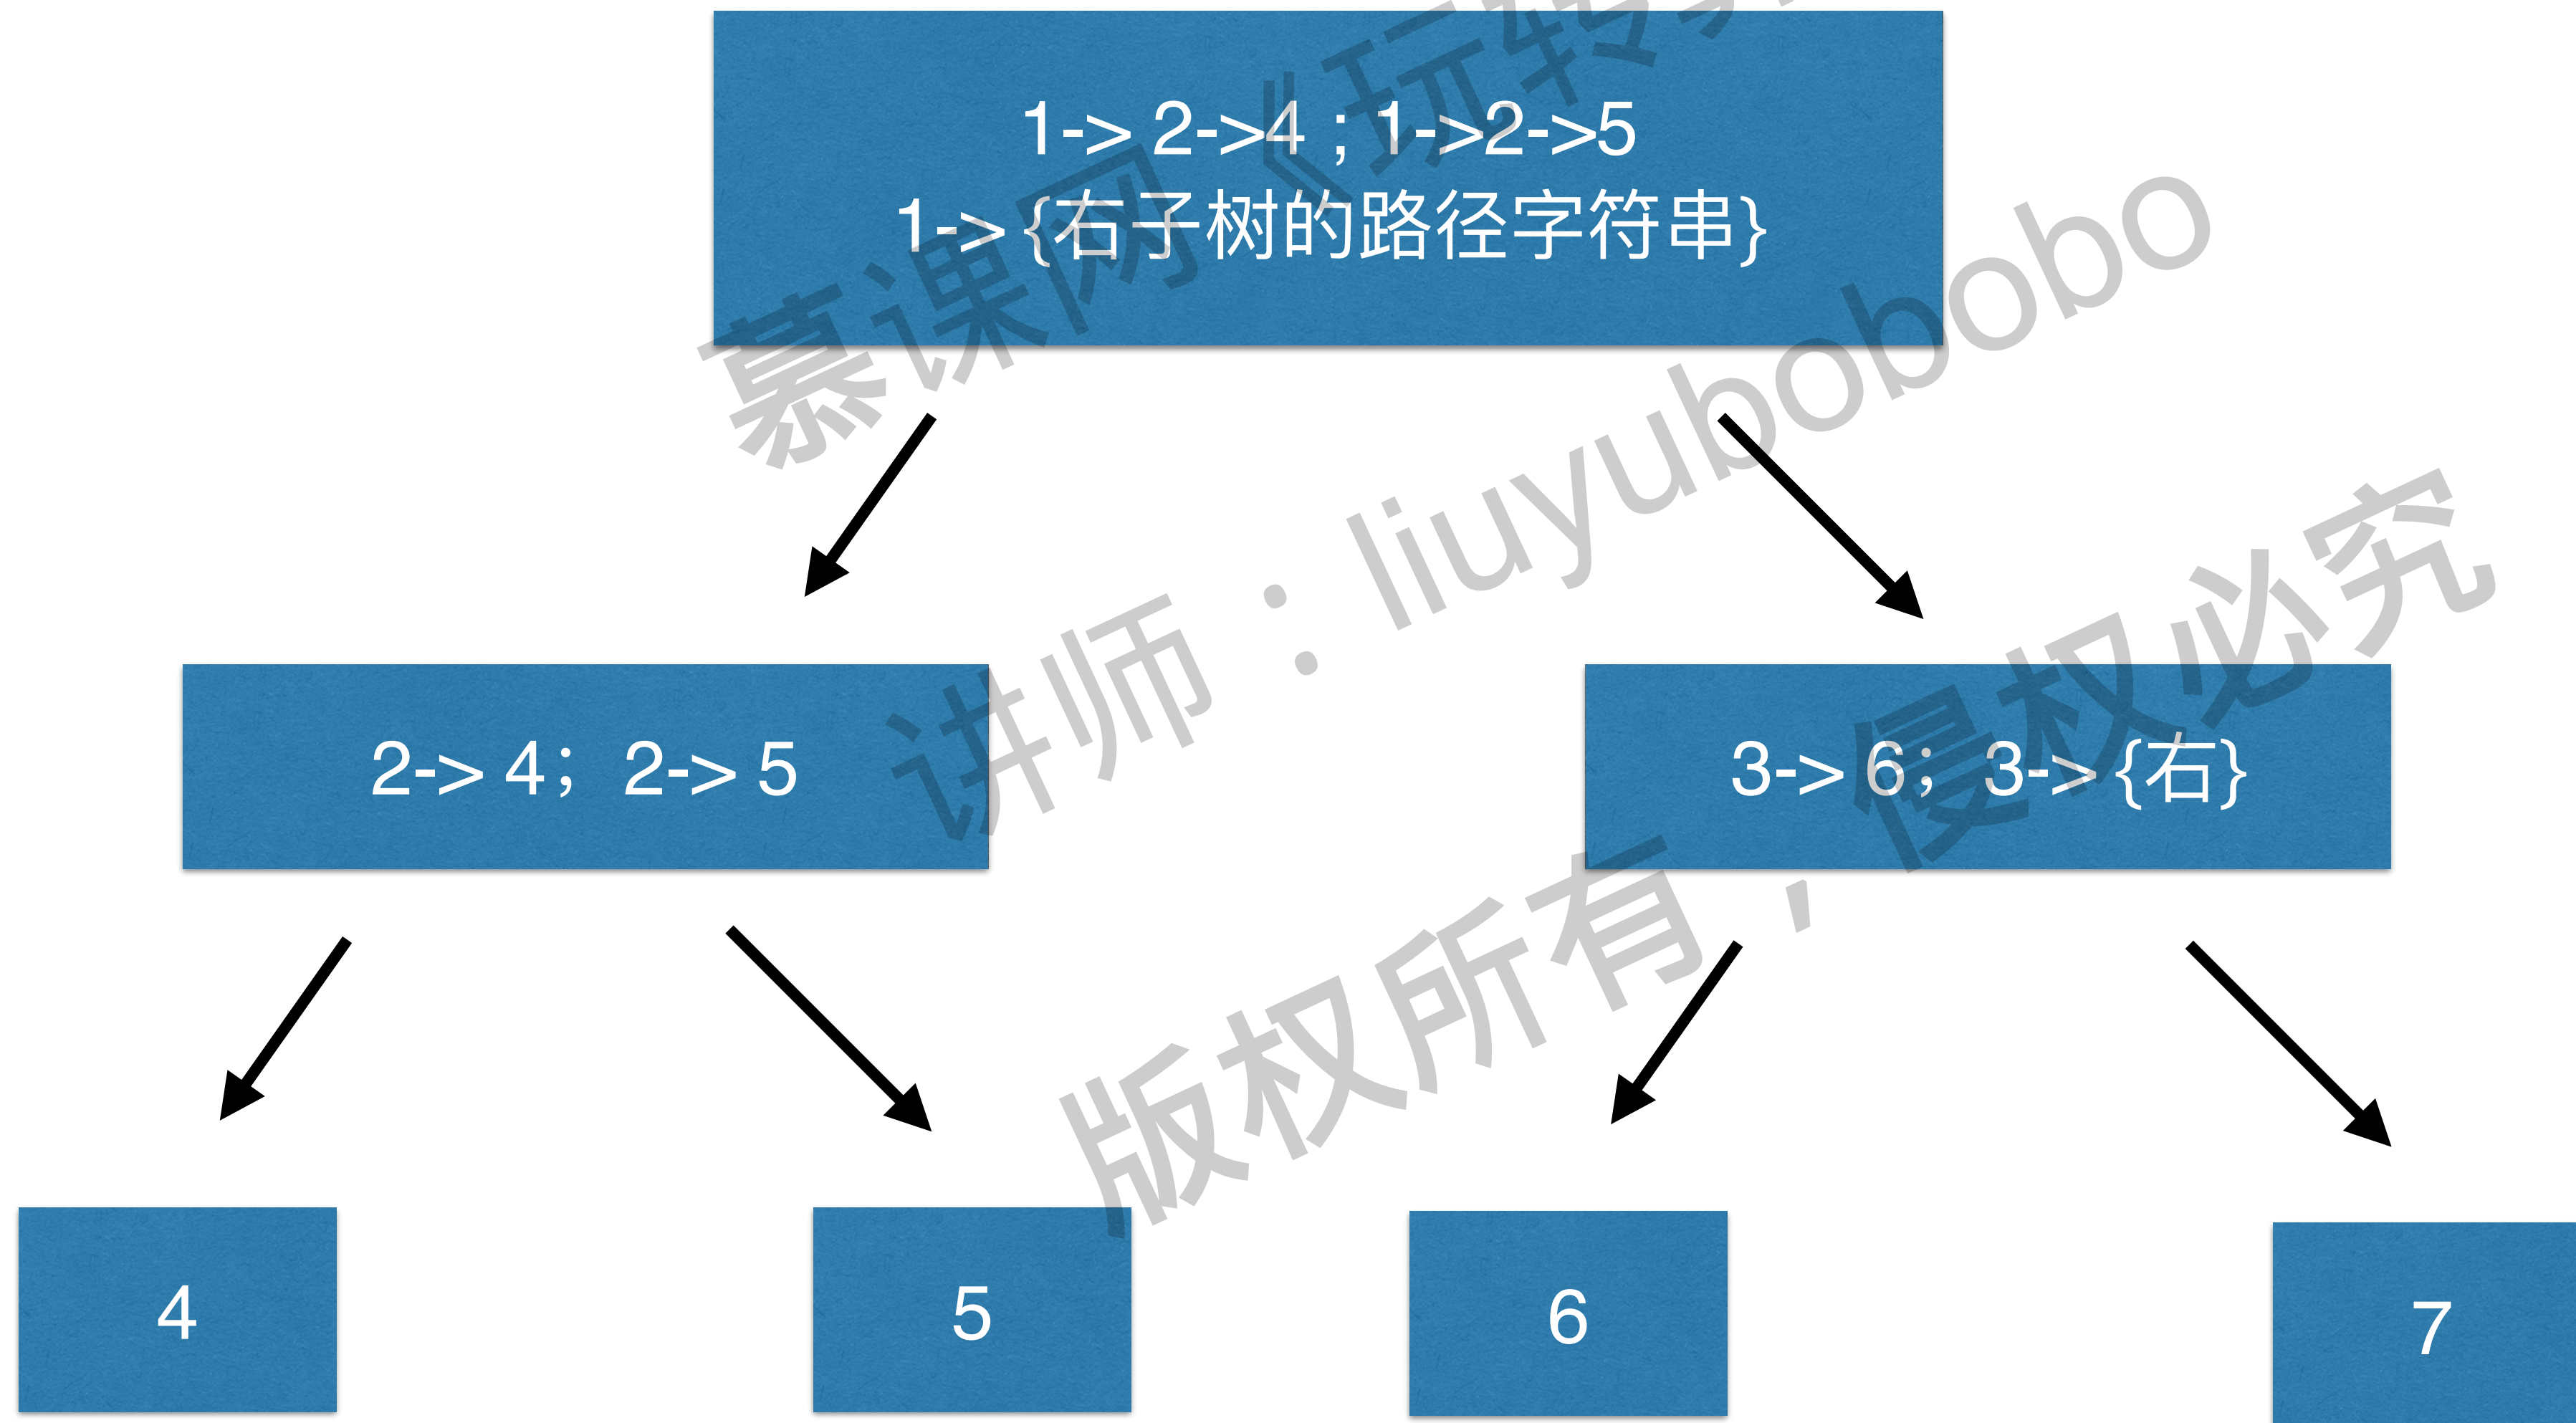 1-> 2->4 ; 1->2->5
1-> {右子树的路径字符串}
2-> 4； 2-> 5
3-> 6； 3-> {右}
4
5
6
7
慕课网《玩转
讲师：liuyubobobo
版权所有，侵权必究